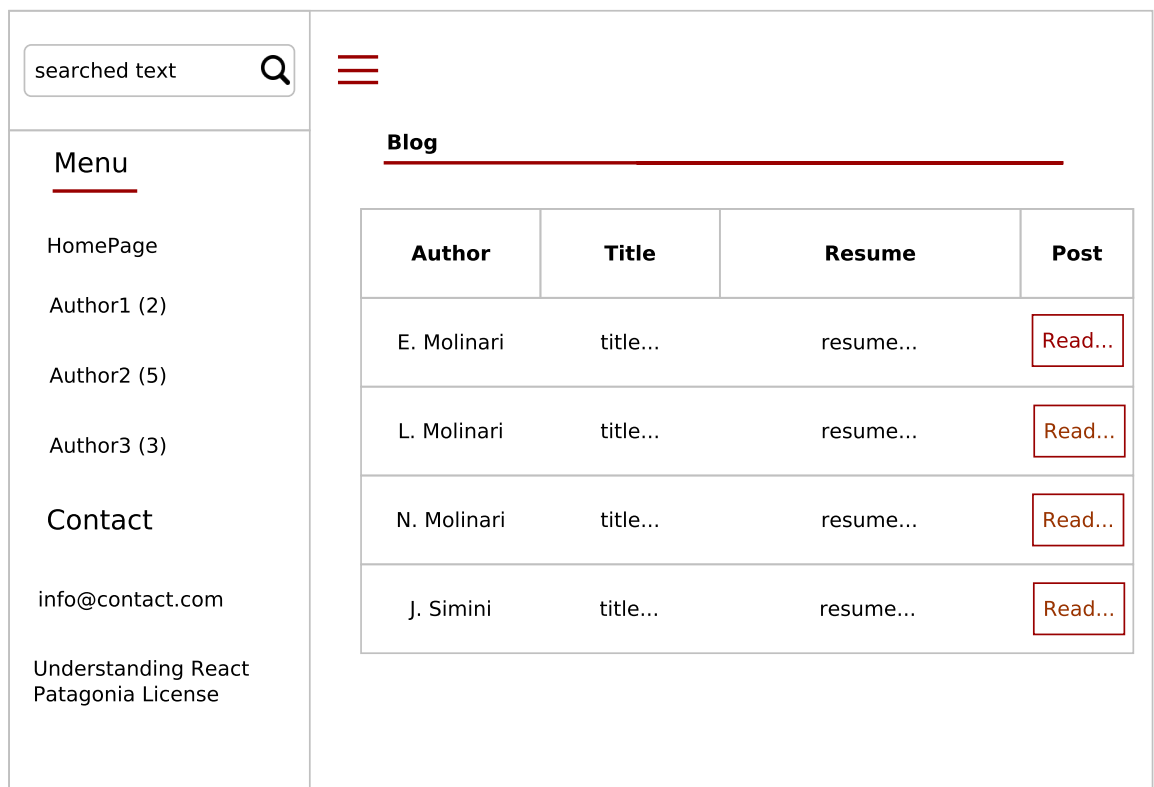 searched text
Menu
HomePage
Author1 (2)
Author2 (5)
Author3 (3)
Contact
info@contact.com
Understanding React
Patagonia License
Blog
Author Title Resume Post
E. Molinari title... resume... Read...
L. Molinari title... resume... Read...
N. Molinari title... resume... Read...
J. Simini title... resume... Read...